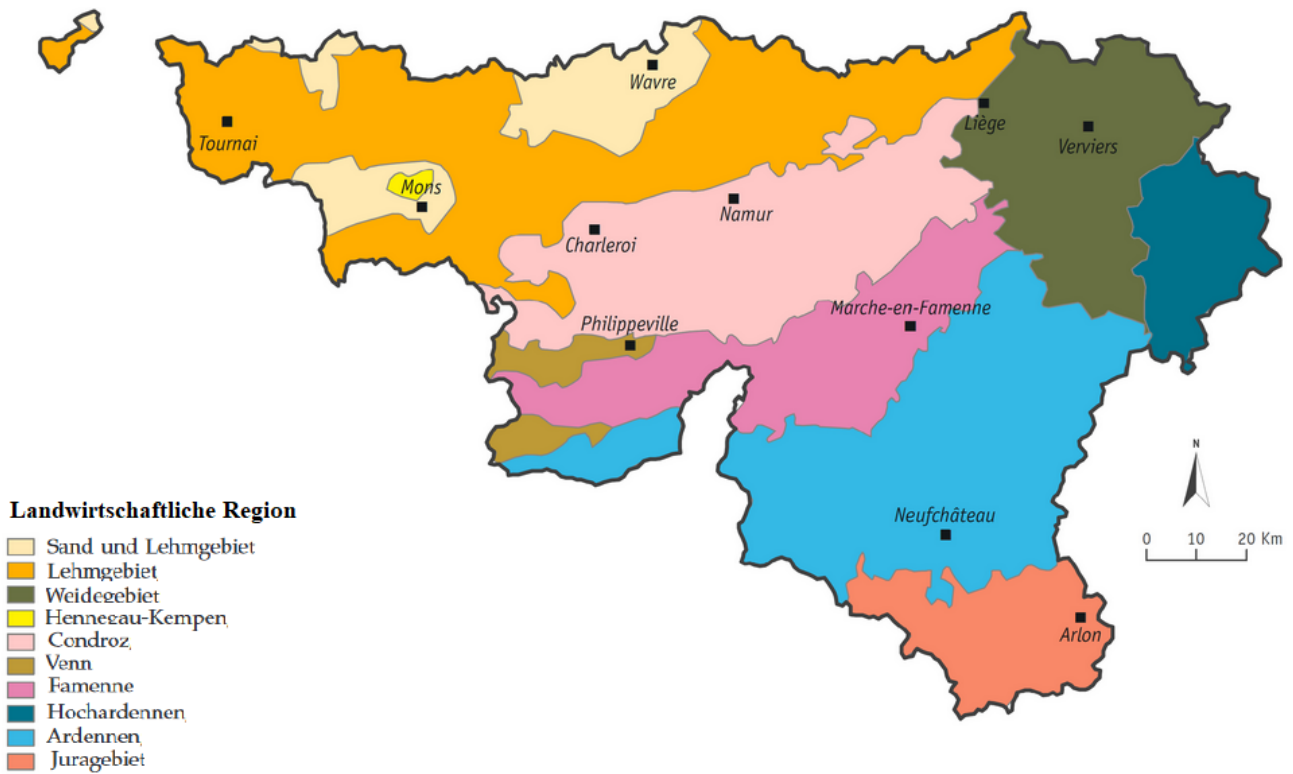 Wavre
Liège
Tournai
Verviers
Mons
Namur
Charleroi
Marche-en-Famenne
Philippeville
N
Landwirtschaftliche Region
Neufchâteau
0 10 20 Km
Sand und Lehmgebiet
Lehmgebiet
Weidegebiet
Hennegau-Kempen
Condroz
Arlon
Venn
Famenne
Hochardennen
Ardennen
Juragebiet